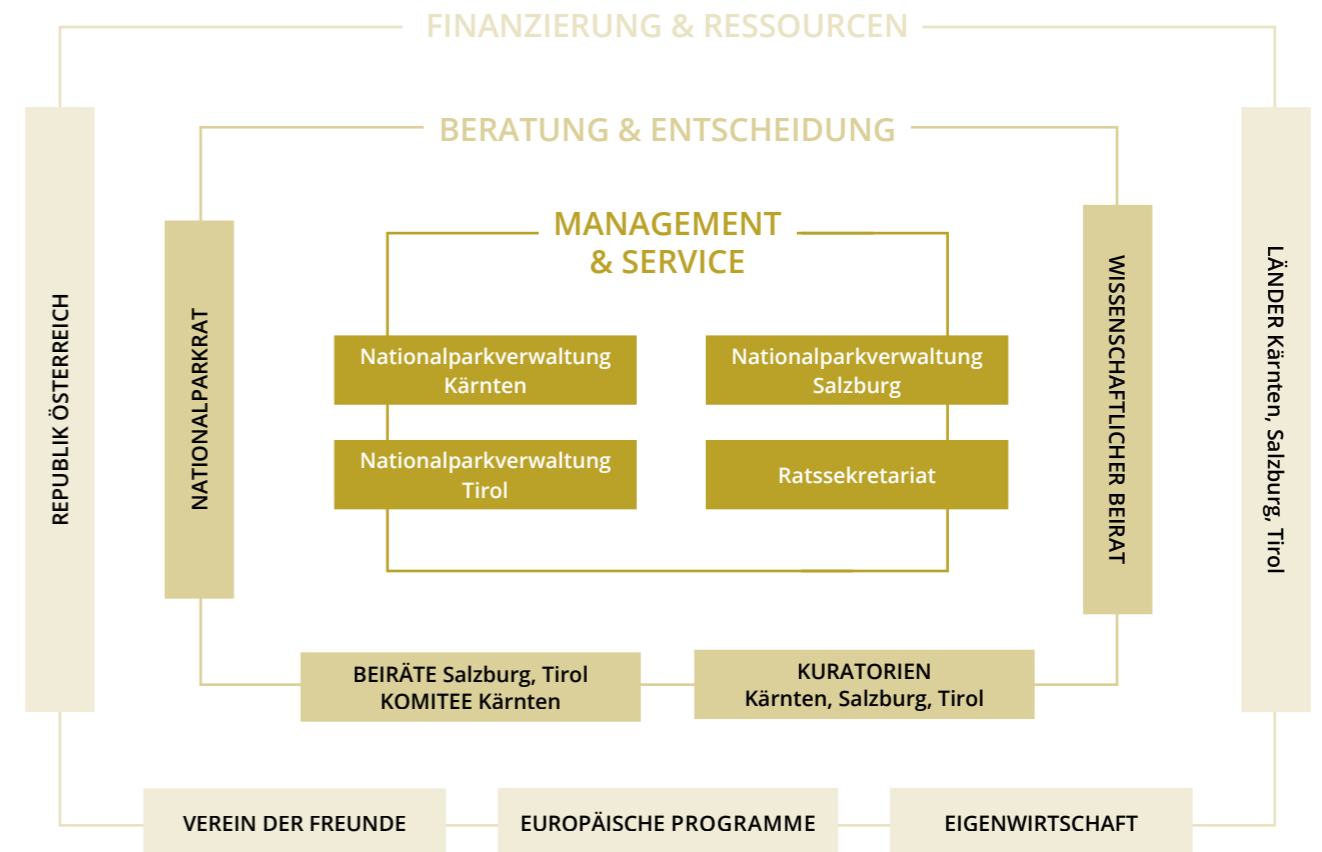 FINANZIERUNG & RESSOURCEN
BERATUNG & ENTSCHEIDUNG
MANAGEMENT
& SERVICE
REPUBLIK ÖSTERREICH
NATIONALPARKRAT
Nationalparkverwaltung
Kärnten
Nationalparkverwaltung
Salzburg
Nationalparkverwaltung
Tirol
Ratssekretariat
WISSENSCHAFTLICHER BEIRAT
LÄNDER Kärnten, Salzburg, Tirol
BEIRÄTE Salzburg, Tirol
KOMITEE Kärnten
KURATORIEN
Kärnten, Salzburg, Tirol
VEREIN DER FREUNDE
EUROPÄISCHE PROGRAMME
EIGENWIRTSCHAFT